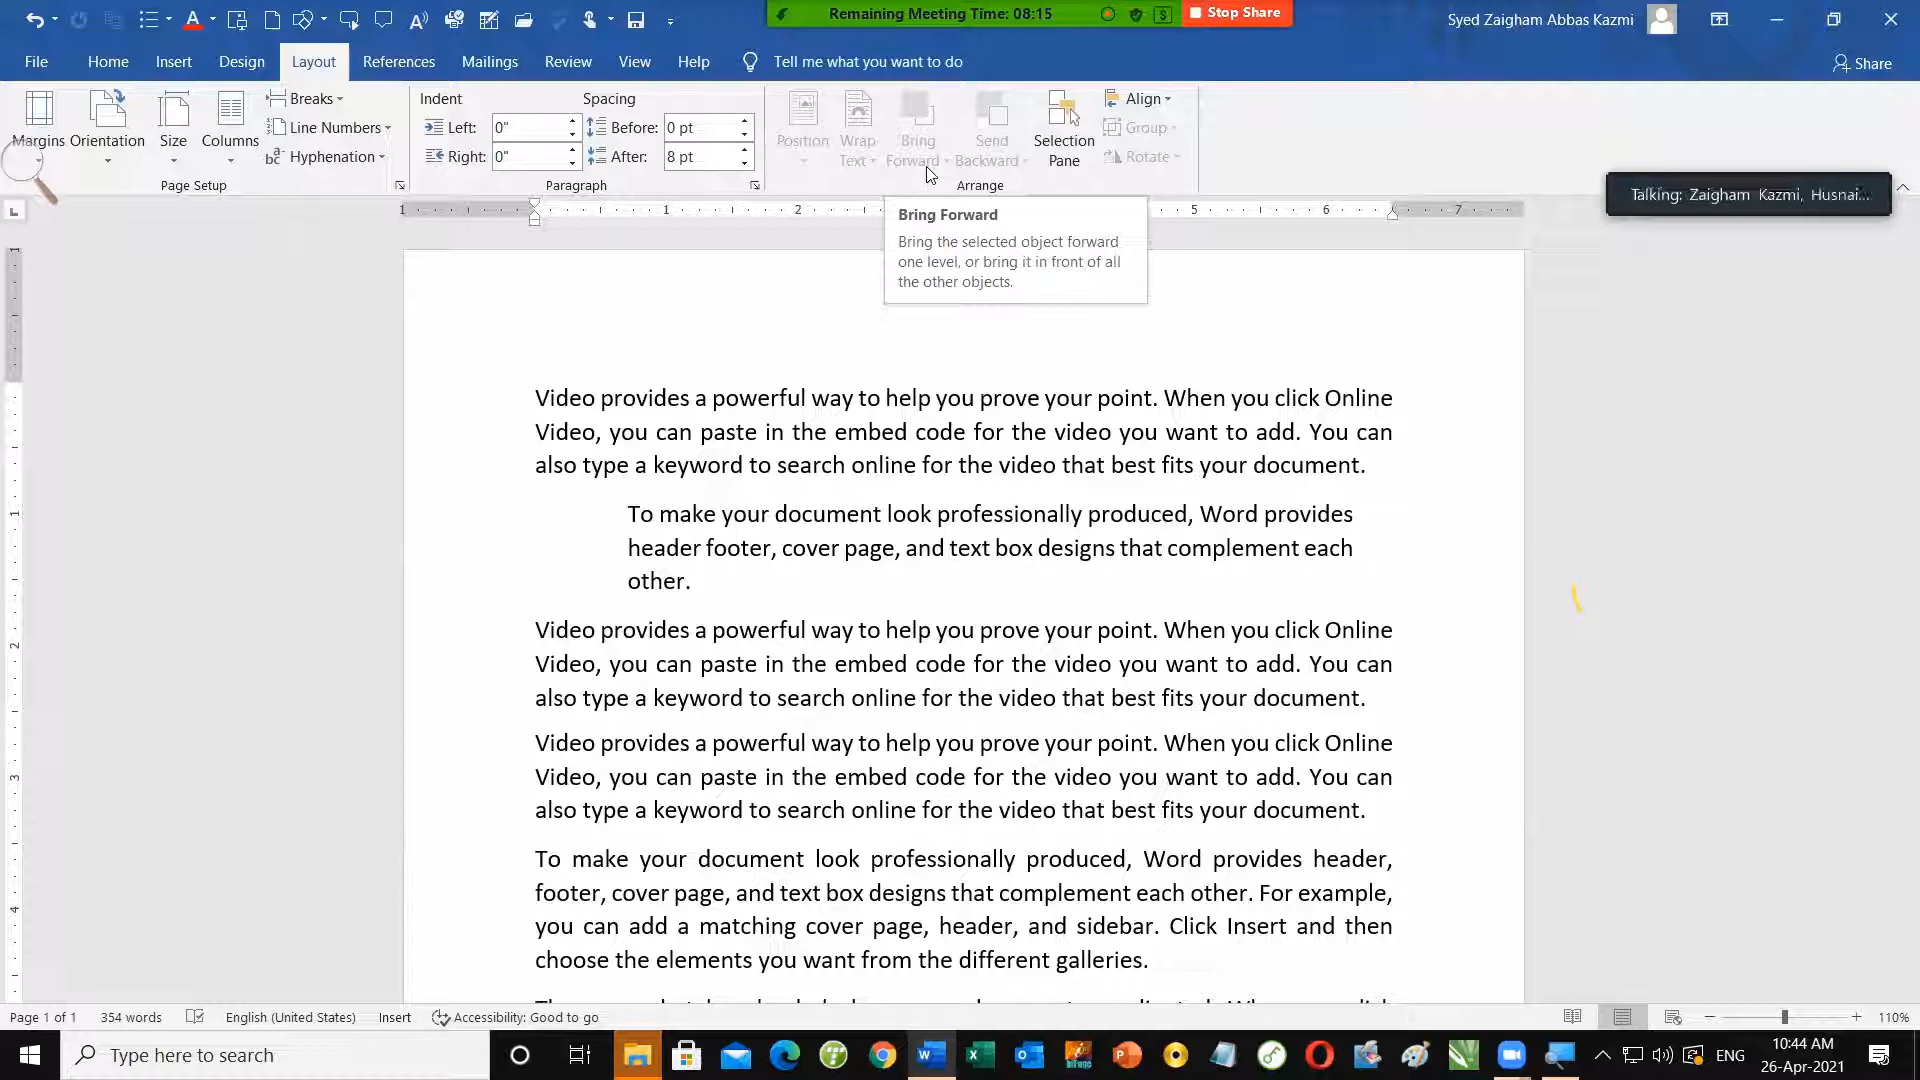 Remaining Meeting Time: 08:15
Stop Share
Syed Zaigham Abbas Kazmi
File Home Insert Design Layout References Mailings Review View Help Tell me what you want to do
Share
Margins
Orientation
Size
Columns
Breaks
Line Numbers
Hyphenation
Page Setup
Indent
Left: 0"
Right: 0"
Spacing
Before: 0 pt
After: 8 pt
Paragraph
Position
Wrap
Text
Bring
Forward
Send
Backward
Selection
Pane
Align
Group
Rotate
Arrange
Talking: Zaigham Kazmi, Husnai...
1 1 2 5 6 7
Bring Forward
Bring the selected object forward
one level, or bring it in front of all
the other objects.
Video provides a powerful way to help you prove your point. When you click Online
Video, you can paste in the embed code for the video you want to add. You can
also type a keyword to search online for the video that best fits your document.
To make your document look professionally produced, Word provides
header footer, cover page, and text box designs that complement each
other.
Video provides a powerful way to help you prove your point. When you click Online
Video, you can paste in the embed code for the video you want to add. You can
also type a keyword to search online for the video that best fits your document.
Video provides a powerful way to help you prove your point. When you click Online
Video, you can paste in the embed code for the video you want to add. You can
also type a keyword to search online for the video that best fits your document.
To make your document look professionally produced, Word provides header,
footer, cover page, and text box designs that complement each other. For example,
you can add a matching cover page, header, and sidebar. Click Insert and then
choose the elements you want from the different galleries.
Page 1 of 1 354 words English (United States) Insert Accessibility: Good to go 110%
Type here to search
ENG
10:44 AM
26-Apr-2021